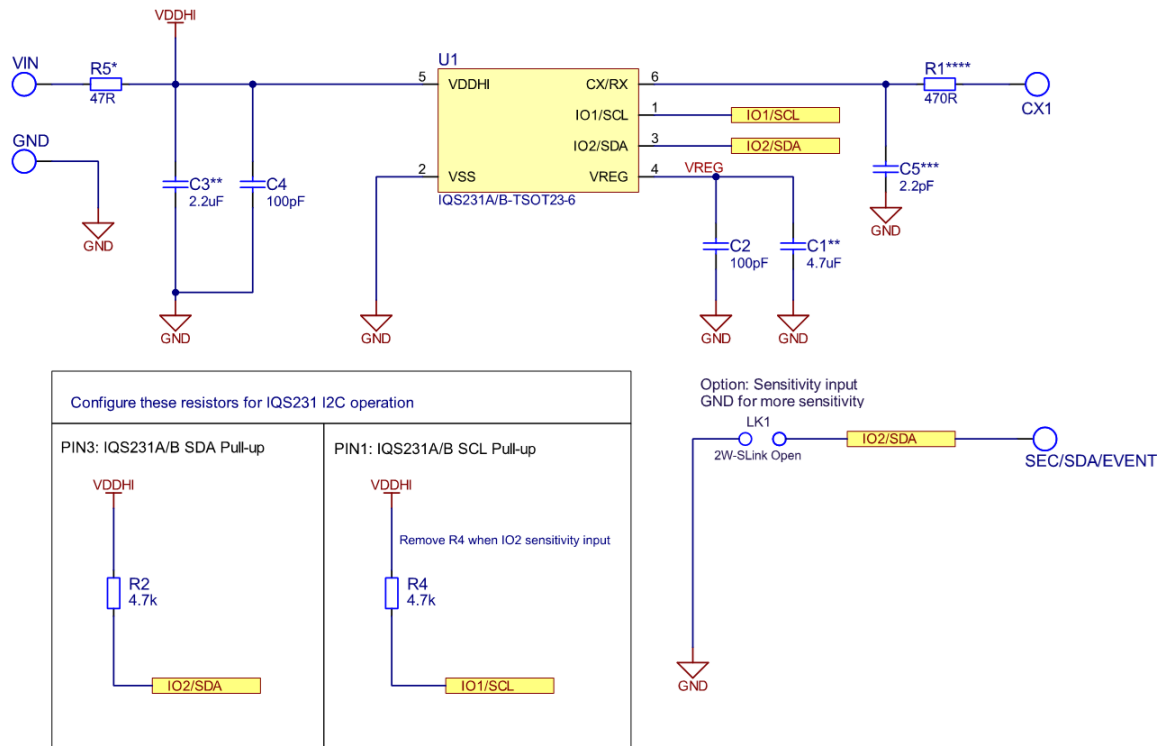 VDDHI
VIN
R5*
47R
GND
GND
C3**
2.2uF
C4
100pF
GND
U1
5
VDDHI
CX/RX
6
IO1/SCL
1
IO1/SCL
IO2/SDA
3
IO2/SDA
2
VSS
VREG
4
VREG
IQS231A/B-TSOT23-6
GND
R1****
470R
CX1
C5***
2.2pF
GND
C2
100pF
C1**
4.7uF
GND
GND
Configure these resistors for IQS231 I2C operation
PIN3: IQS231A/B SDA Pull-up
VDDHI
R2
4.7k
IO2/SDA
PIN1: IQS231A/B SCL Pull-up
VDDHI
Remove R4 when IO2 sensitivity input
R4
4.7k
IO1/SCL
Option: Sensitivity input
GND for more sensitivity
LK1
2W-SLink Open
IO2/SDA
SEC/SDA/EVENT
GND